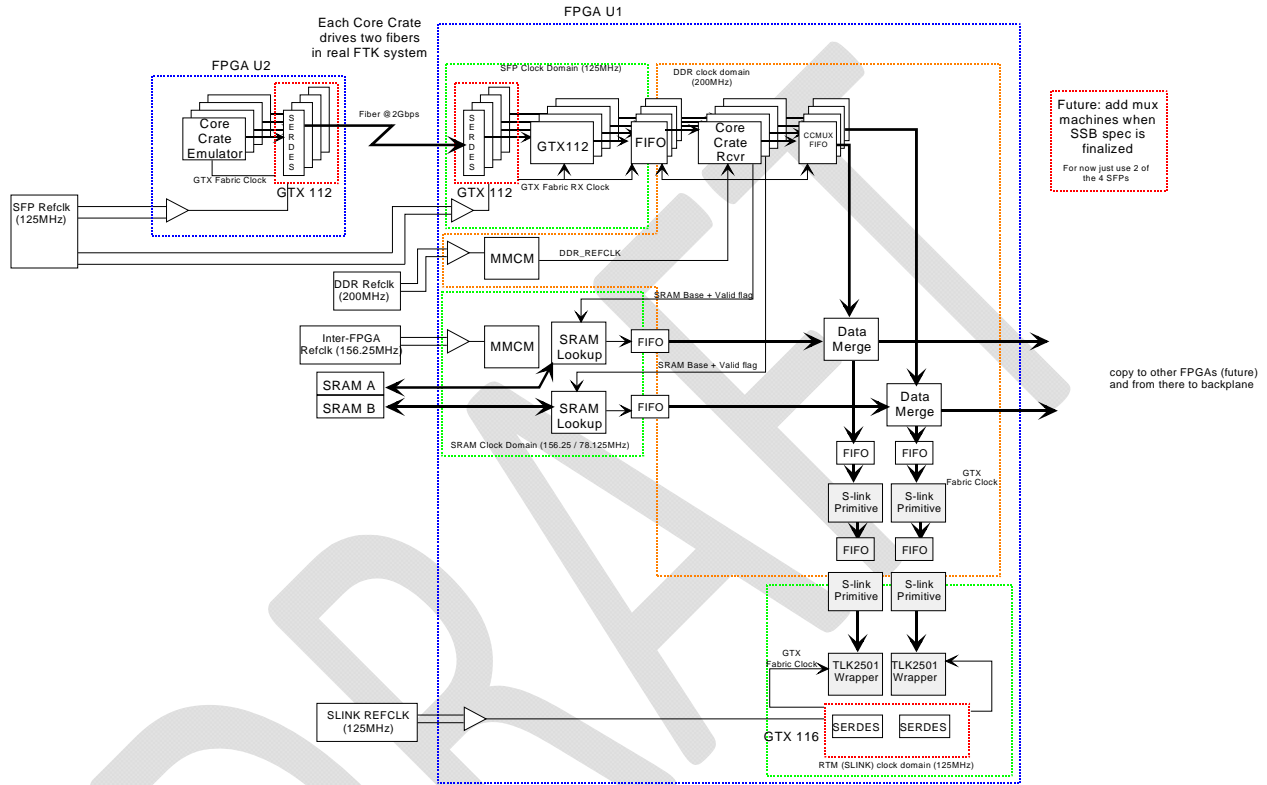 FPGA U1
Each Core Crate
drives two fibers
in real FTK system
FPGA U2
SFP Clock Domain (125MHz)
DDR clock domain
(200MHz)
Core
Crate
Emulator
SERDES
Fiber @2Gbps
SERDES
GTX112
FIFO
Core
Crate
Rcvr
CCMUX
FIFO
Future: add mux
machines when
SSB spec is
finalized
For now just use 2 of
the 4 SFPs
GTX Fabric Clock
GTX 112
GTX 112
GTX Fabric RX Clock
SFP Refclk
(125MHz)
MMCM
DDR_REFCLK
DDR Refclk
(200MHz)
SRAM Base + Valid flag
Inter-FPGA
Refclk (156.25MHz)
MMCM
SRAM
Lookup
FIFO
Data
Merge
SRAM Base + Valid flag
SRAM A
SRAM B
SRAM
Lookup
FIFO
Data
Merge
copy to other FPGAs (future)
and from there to backplane
SRAM Clock Domain (156.25 / 78.125MHz)
FIFO
FIFO
GTX
Fabric Clock
S-link
Primitive
S-link
Primitive
FIFO
FIFO
S-link
Primitive
S-link
Primitive
GTX
Fabric Clock
TLK2501
Wrapper
TLK2501
Wrapper
SLINK REFCLK
(125MHz)
SERDES
SERDES
GTX 116
RTM (SLINK) clock domain (125MHz)
DRAFT